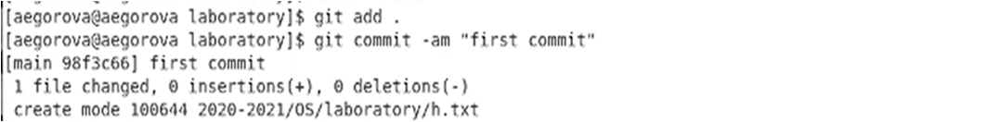 [aegorova@aegorova laboratory]$ git add .
[aegorova@aegorova laboratory]$ git commit -am "first commit"
[main 98f3c66] first commit
 1 file changed, 0 insertions(+), 0 deletions(-)
 create mode 100644 2020-2021/OS/laboratory/h.txt